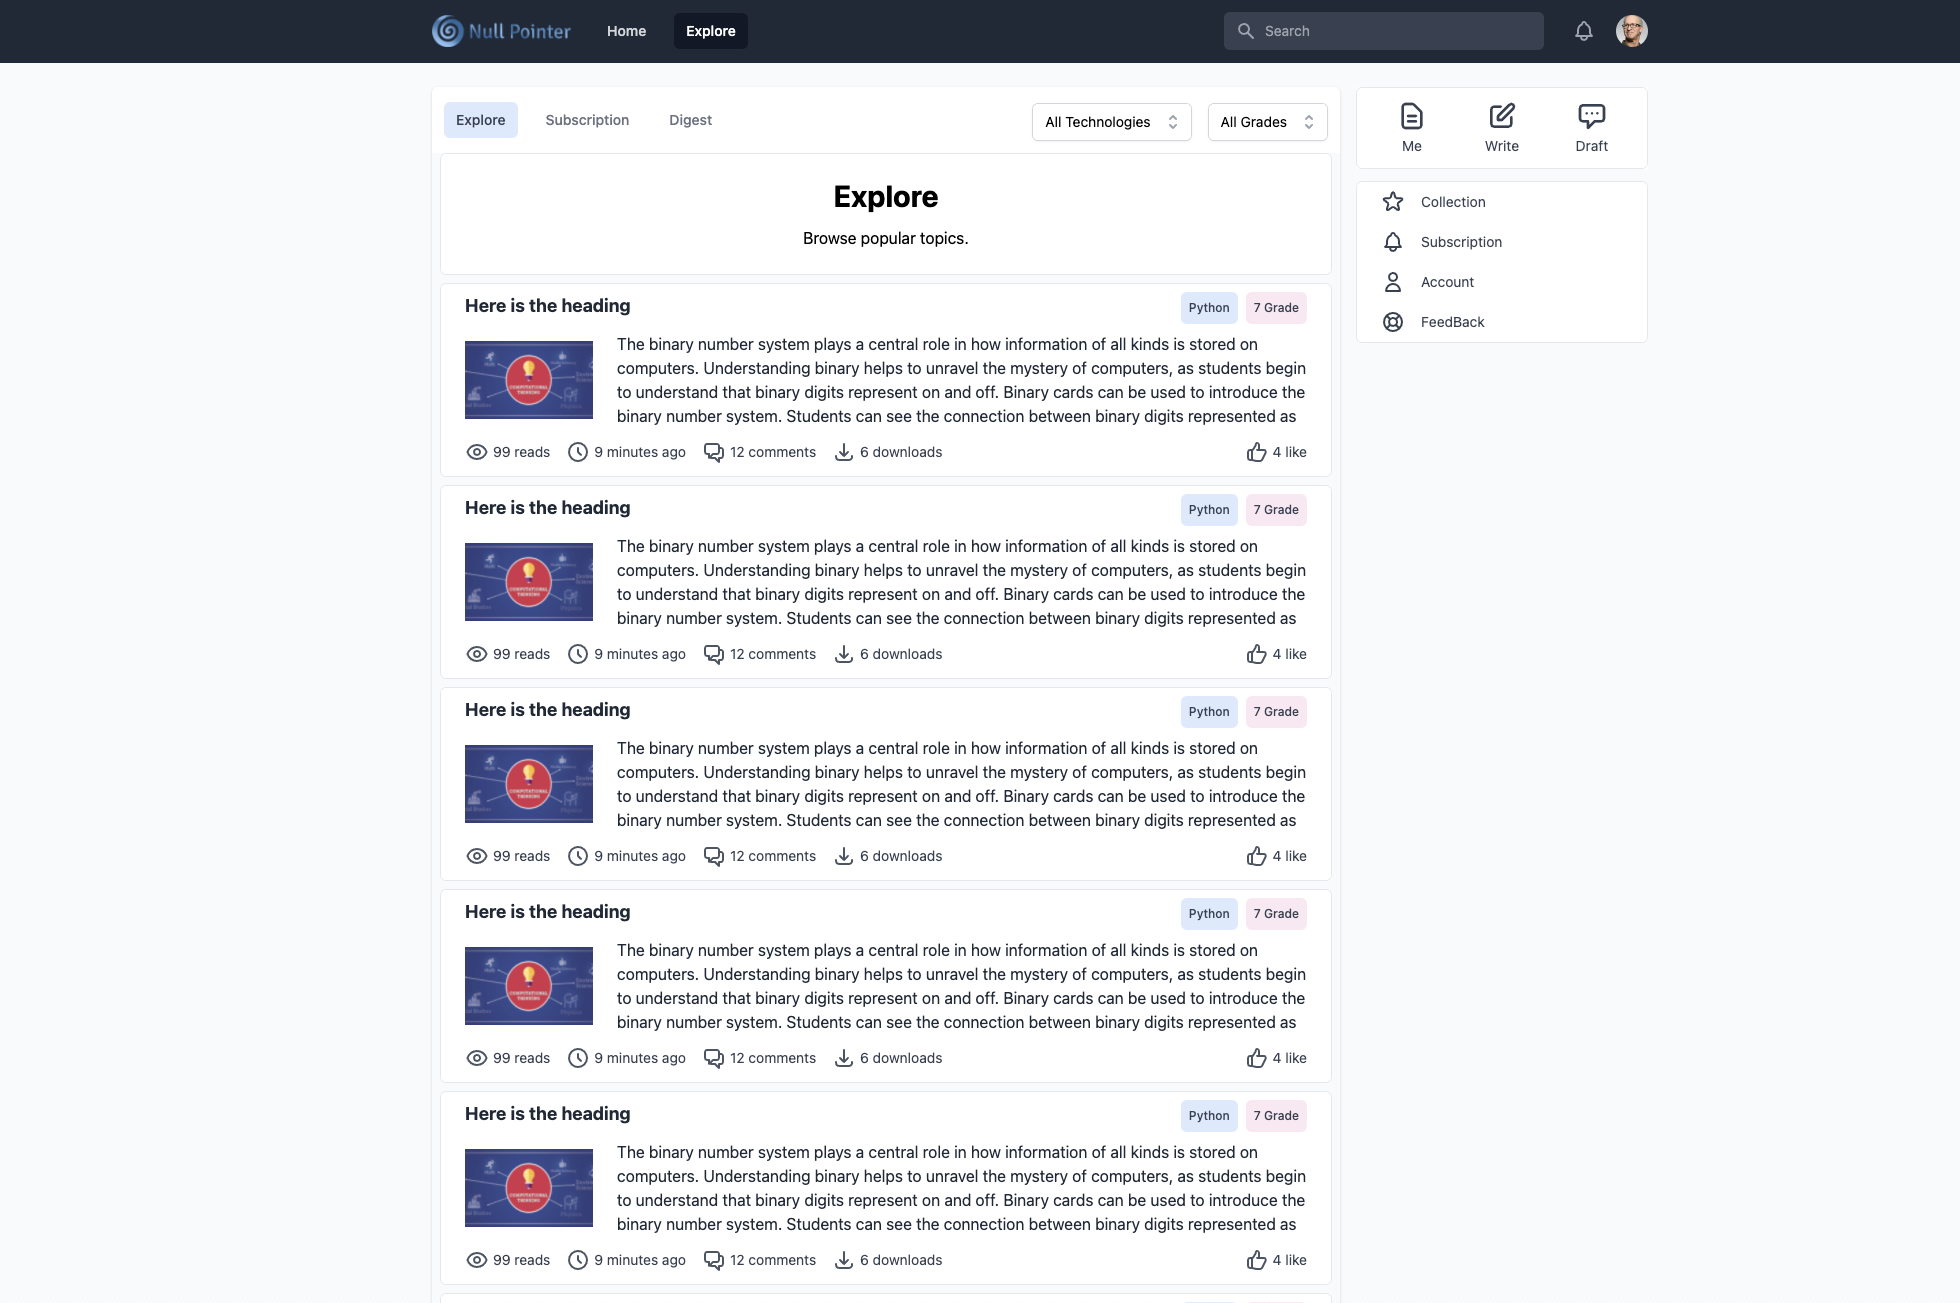 Null Pointer
Home
Explore
Search
Explore
Subscription
Digest
All Technologies
All Grades
Me
Write
Draft
Collection
Subscription
Account
FeedBack
Explore
Browse popular topics.
Here is the heading
Python
7 Grade
COMPUTATIONAL
THINKING
The binary number system plays a central role in how information of all kinds is stored on
computers. Understanding binary helps to unravel the mystery of computers, as students begin
to understand that binary digits represent on and off. Binary cards can be used to introduce the
binary number system. Students can see the connection between binary digits represented as
99 reads
9 minutes ago
12 comments
6 downloads
4 like
Here is the heading
Python
7 Grade
COMPUTATIONAL
THINKING
The binary number system plays a central role in how information of all kinds is stored on
computers. Understanding binary helps to unravel the mystery of computers, as students begin
to understand that binary digits represent on and off. Binary cards can be used to introduce the
binary number system. Students can see the connection between binary digits represented as
99 reads
9 minutes ago
12 comments
6 downloads
4 like
Here is the heading
Python
7 Grade
COMPUTATIONAL
THINKING
The binary number system plays a central role in how information of all kinds is stored on
computers. Understanding binary helps to unravel the mystery of computers, as students begin
to understand that binary digits represent on and off. Binary cards can be used to introduce the
binary number system. Students can see the connection between binary digits represented as
99 reads
9 minutes ago
12 comments
6 downloads
4 like
Here is the heading
Python
7 Grade
COMPUTATIONAL
THINKING
The binary number system plays a central role in how information of all kinds is stored on
computers. Understanding binary helps to unravel the mystery of computers, as students begin
to understand that binary digits represent on and off. Binary cards can be used to introduce the
binary number system. Students can see the connection between binary digits represented as
99 reads
9 minutes ago
12 comments
6 downloads
4 like
Here is the heading
Python
7 Grade
COMPUTATIONAL
THINKING
The binary number system plays a central role in how information of all kinds is stored on
computers. Understanding binary helps to unravel the mystery of computers, as students begin
to understand that binary digits represent on and off. Binary cards can be used to introduce the
binary number system. Students can see the connection between binary digits represented as
99 reads
9 minutes ago
12 comments
6 downloads
4 like